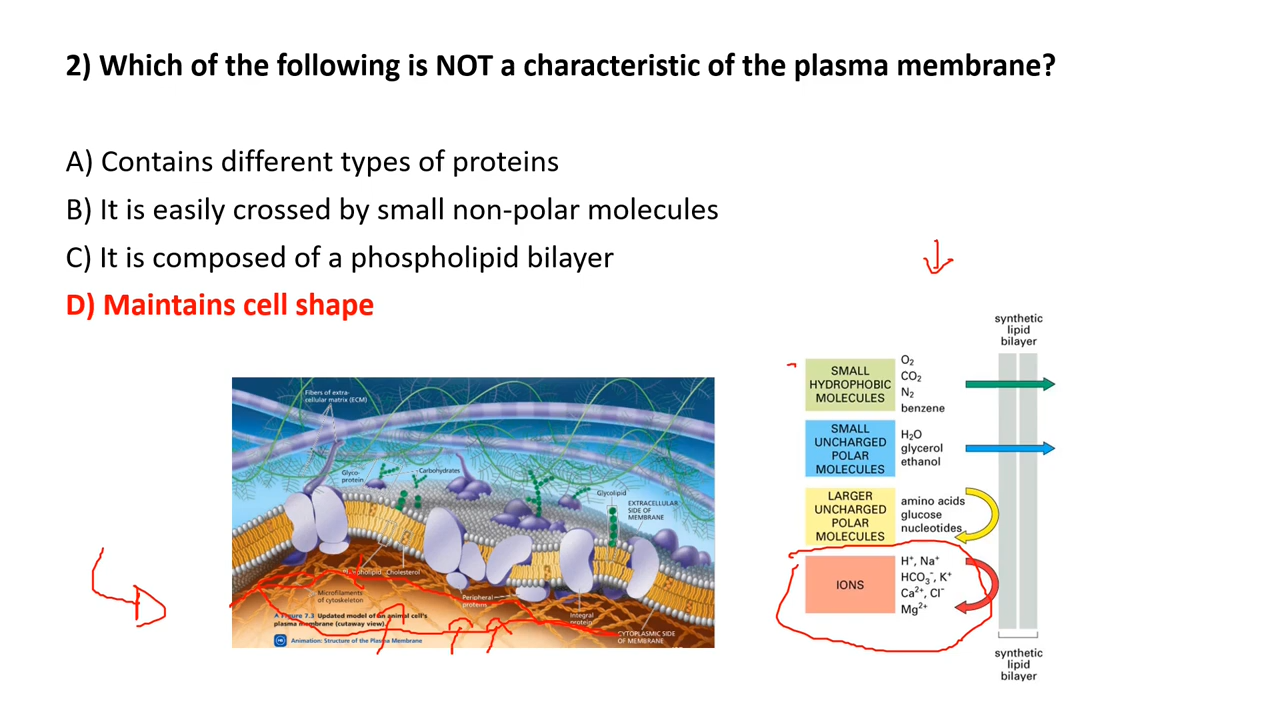 2) Which of the following is NOT a characteristic of the plasma membrane?
A) Contains different types of proteins
B) It is easily crossed by small non-polar molecules
C) It is composed of a phospholipid bilayer
D) Maintains cell shape
Fibers of extra-
cellular matrix (ECM)
Glyco-
protein
Carbohydrates
Glycolipid
EXTRACELLULAR
SIDE OF
MEMBRANE
Cholesterol
Microfilaments
of cytoskeleton
Peripheral
proteins
Integral
protein
CYTOPLASMIC SIDE
OF MEMBRANE
Figure 7.3 Updated model of an animal cell's
plasma membrane (cutaway view).
Animation: Structure of the Plasma Membrane
synthetic
lipid
bilayer
SMALL
HYDROPHOBIC
MOLECULES
O₂
CO₂
N₂
benzene
SMALL
UNCHARGED
POLAR
MOLECULES
H₂O
glycerol
ethanol
LARGER
UNCHARGED
POLAR
MOLECULES
amino acids
glucose
nucleotides
IONS
H⁺, Na⁺
HCO₃⁻, K⁺
Ca²⁺, Cl⁻
Mg²⁺
synthetic
lipid
bilayer